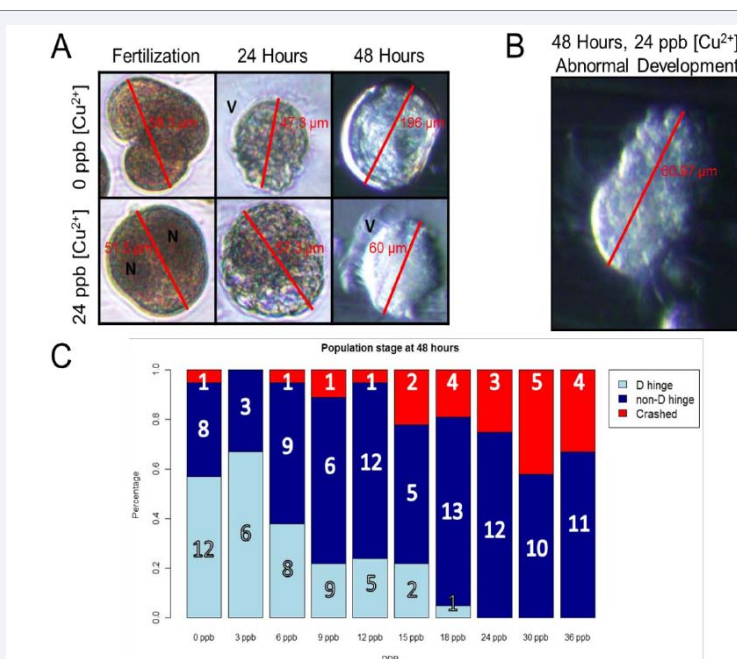 A
Fertilization
24 Hours
48 Hours
B
48 Hours, 24 ppb [Cu²⁺]
Abnormal Development
0 ppb [Cu²⁺]
24 ppb [Cu²⁺]
V
196 µm
N
N
V
60 µm
C
Population stage at 48 hours
Percentage
1.0
0.8
0.6
0.4
0.2
0.0
1 1 1 1 2 4 3 5 4
8 3 9 6 12 5 13 12 10 11
12 6 8 9 5 2 1
0 ppb 3 ppb 6 ppb 9 ppb 12 ppb 15 ppb 18 ppb 24 ppb 30 ppb 36 ppb
D hinge
non-D hinge
Crashed